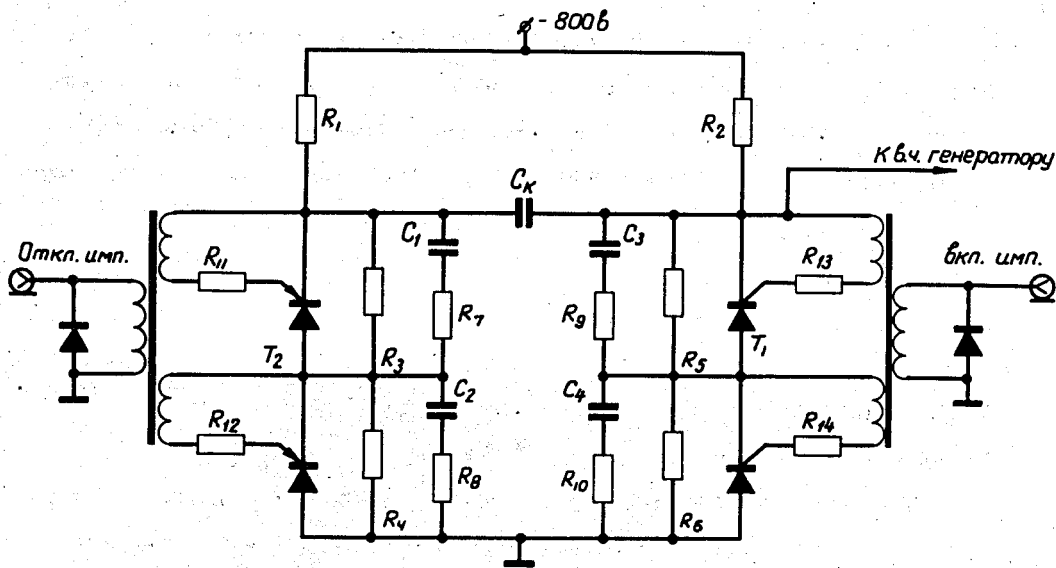 - 800в
R1
R2
К в.ч. генератору
Cк
Откл. имп.
C1
C3
вкл. имп.
R11
R13
R7
R9
T2
R3
R5
T1
C2
C4
R12
R14
R8
R10
R4
R6